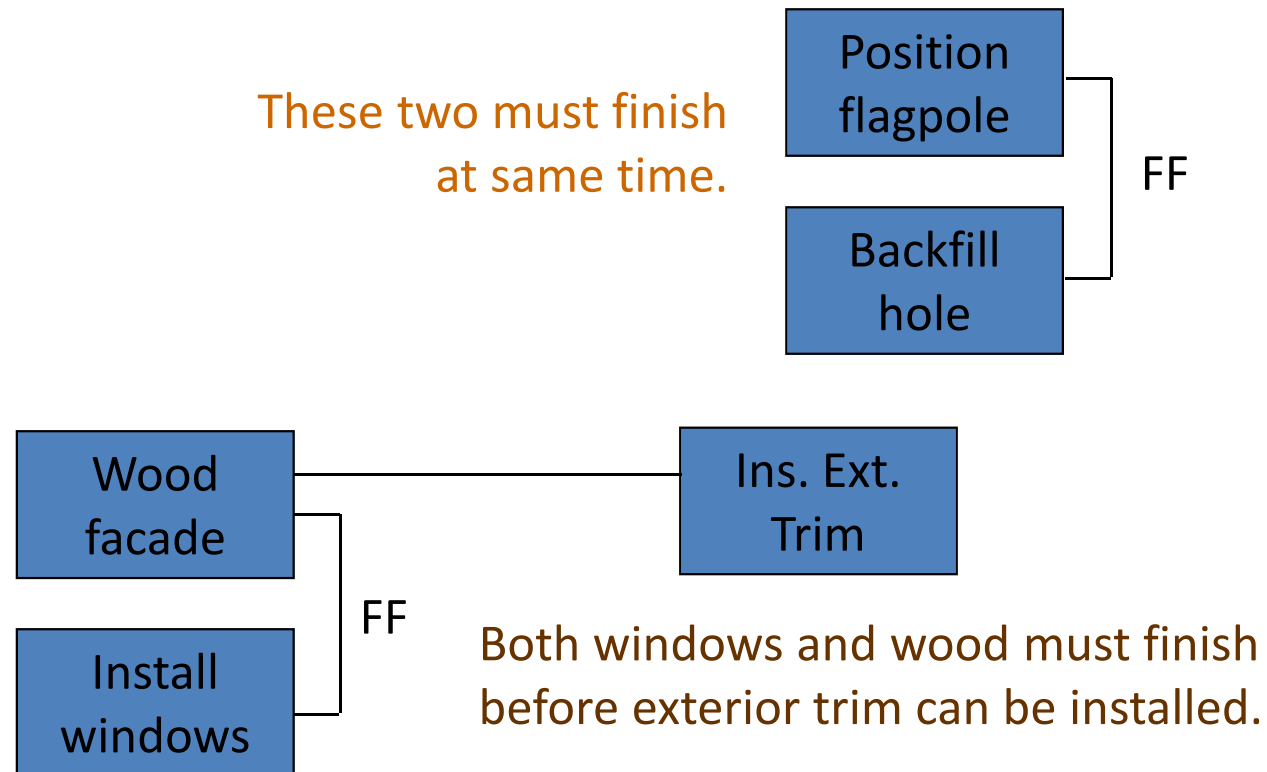 Position
flagpole
These two must finish
at same time.
FF
Backfill
hole
Wood
facade
Ins. Ext.
Trim
FF
Install
windows
Both windows and wood must finish
before exterior trim can be installed.